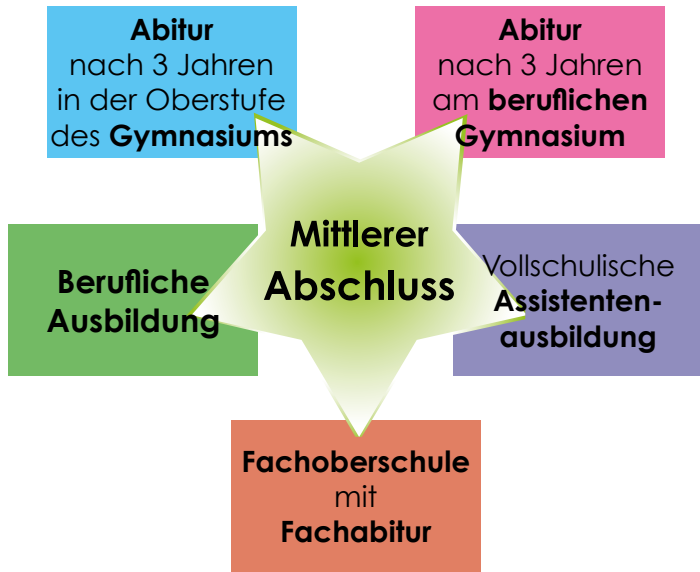 Abitur
nach 3 Jahren
in der Oberstufe
des Gymnasiums
Abitur
nach 3 Jahren
am beruflichen
Gymnasium
Mittlerer
Abschluss
Berufliche
Ausbildung
Vollschulische
Assistenten-
ausbildung
Fachoberschule
mit
Fachabitur